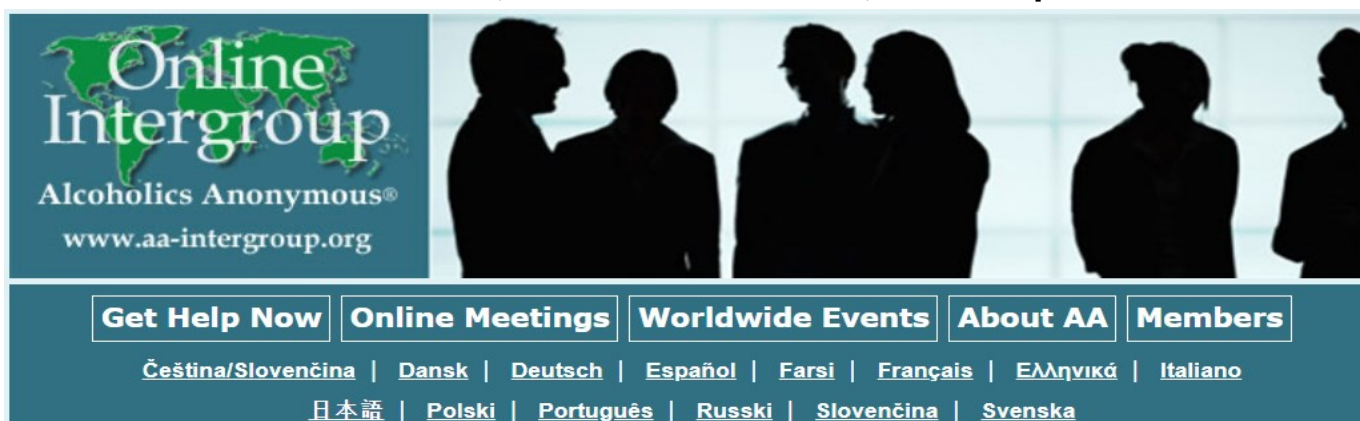 Online
Intergroup
Alcoholics Anonymous®
www.aa-intergroup.org
Get Help Now Online Meetings Worldwide Events About AA Members
Čeština/Slovenčina | Dansk | Deutsch | Español | Farsi | Français | Ελληνικά | Italiano
日本語 | Polski | Português | Russki | Slovenčina | Svenska